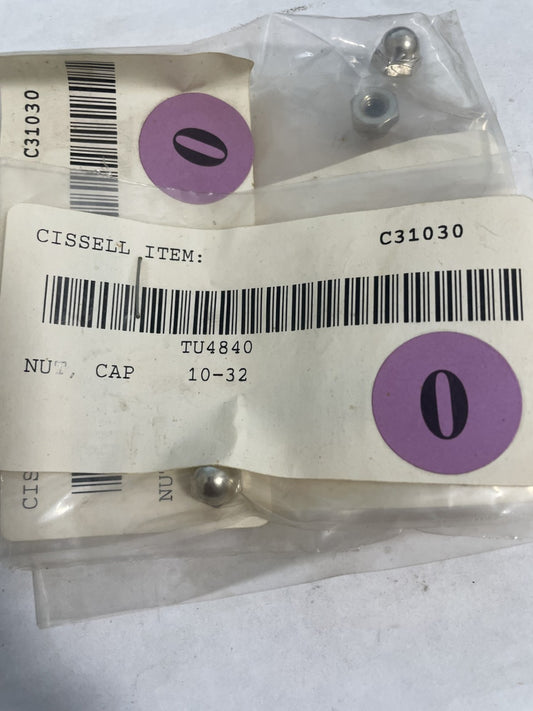 C31030
0
CISSELL ITEM: C31030
TU4840
NUT, CAP 10-32
0
CIS
NU